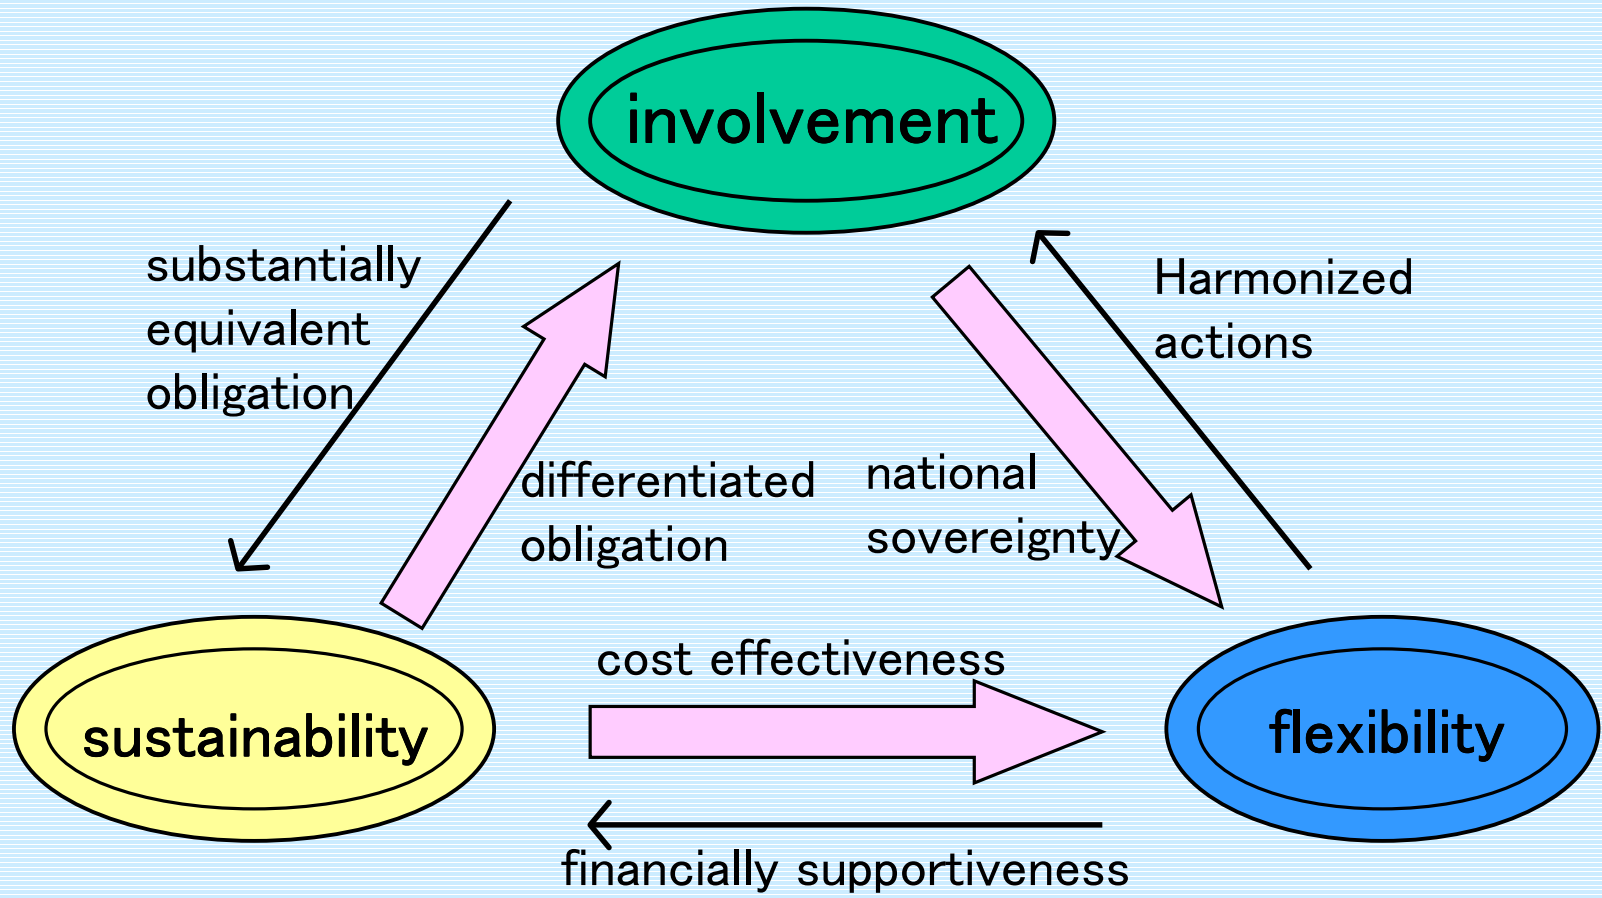 involvement
substantially
equivalent
obligation
Harmonized
actions
differentiated
obligation
national
sovereignty
cost effectiveness
sustainability
flexibility
financially supportiveness